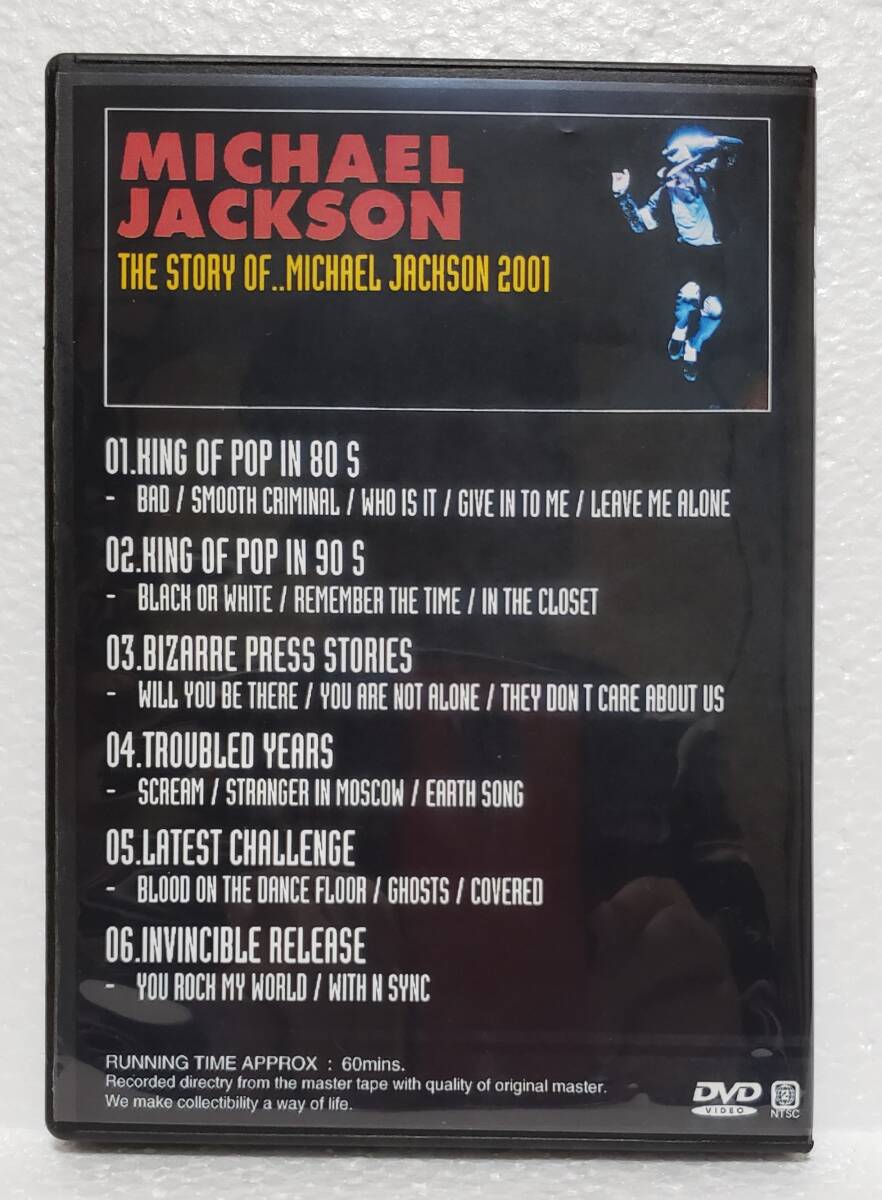 MICHAEL
JACKSON
THE STORY OF..MICHAEL JACKSON 2001
01.KING OF POP IN 80 S
- BAD / SMOOTH CRIMINAL / WHO IS IT / GIVE IN TO ME / LEAVE ME ALONE
02.KING OF POP IN 90 S
- BLACK OR WHITE / REMEMBER THE TIME / IN THE CLOSET
03.BIZARRE PRESS STORIES
- WILL YOU BE THERE / YOU ARE NOT ALONE / THEY DON T CARE ABOUT US
04.TROUBLED YEARS
- SCREAM / STRANGER IN MOSCOW / EARTH SONG
05.LATEST CHALLENGE
- BLOOD ON THE DANCE FLOOR / GHOSTS / COVERED
06.INVINCIBLE RELEASE
- YOU ROCK MY WORLD / WITH N SYNC
RUNNING TIME APPROX : 60mins.
Recorded directry from the master tape with quality of original master.
We make collectibility a way of life.
DVD
VIDEO
2
NTSC